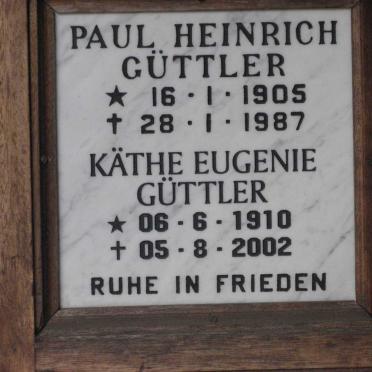 PAUL HEINRICH
GÜTTLER
★ 16·1·1905
✝ 28·1·1987
KÄTHE EUGENIE
GÜTTLER
★ 06-6-1910
✝ 05-8-2002
RUHE IN FRIEDEN